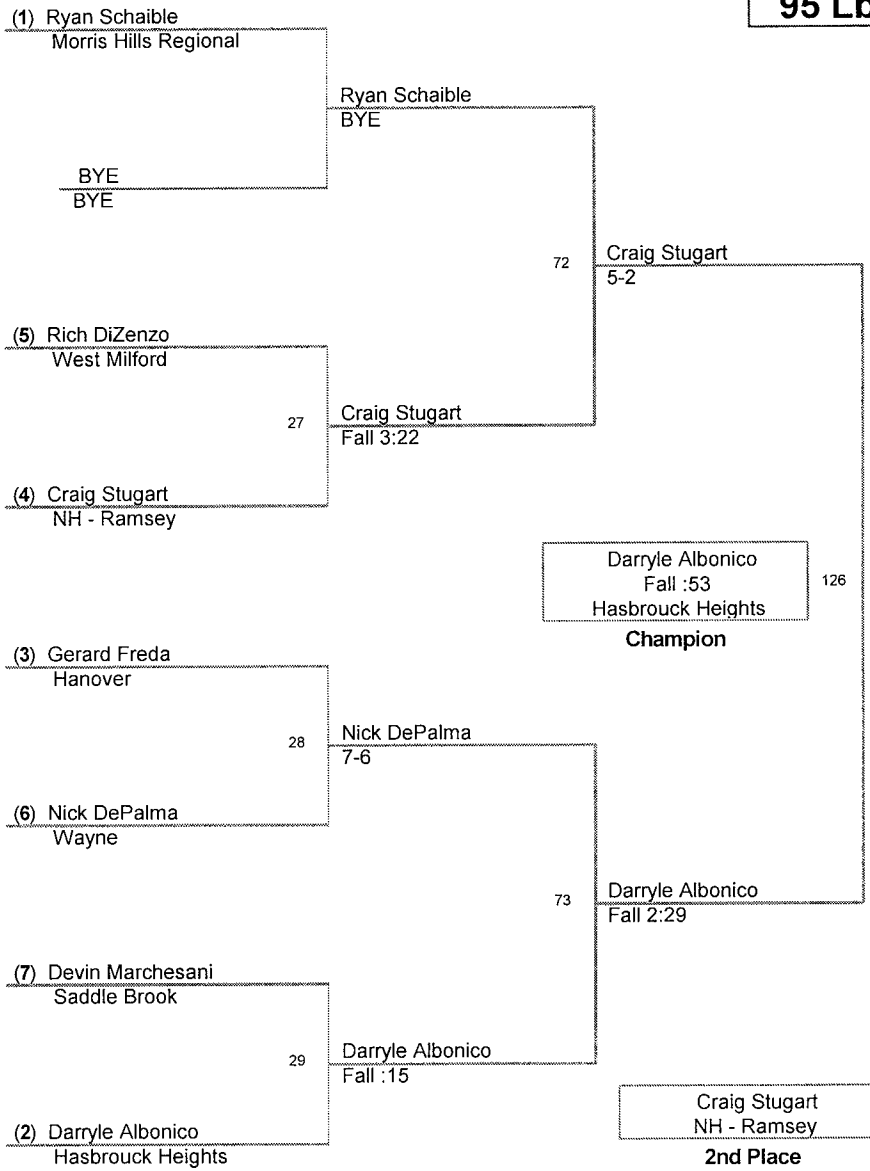 95 Lb
(1) Ryan Schaible
Morris Hills Regional
Ryan Schaible
BYE
BYE
BYE
72
Craig Stugart
5-2
(5) Rich DiZenzo
West Milford
27
Craig Stugart
Fall 3:22
(4) Craig Stugart
NH - Ramsey
Darryle Albonico
Fall :53
Hasbrouck Heights
126
Champion
(3) Gerard Freda
Hanover
28
Nick DePalma
7-6
(6) Nick DePalma
Wayne
73
Darryle Albonico
Fall 2:29
(7) Devin Marchesani
Saddle Brook
29
Darryle Albonico
Fall :15
(2) Darryle Albonico
Hasbrouck Heights
Craig Stugart
NH - Ramsey
2nd Place